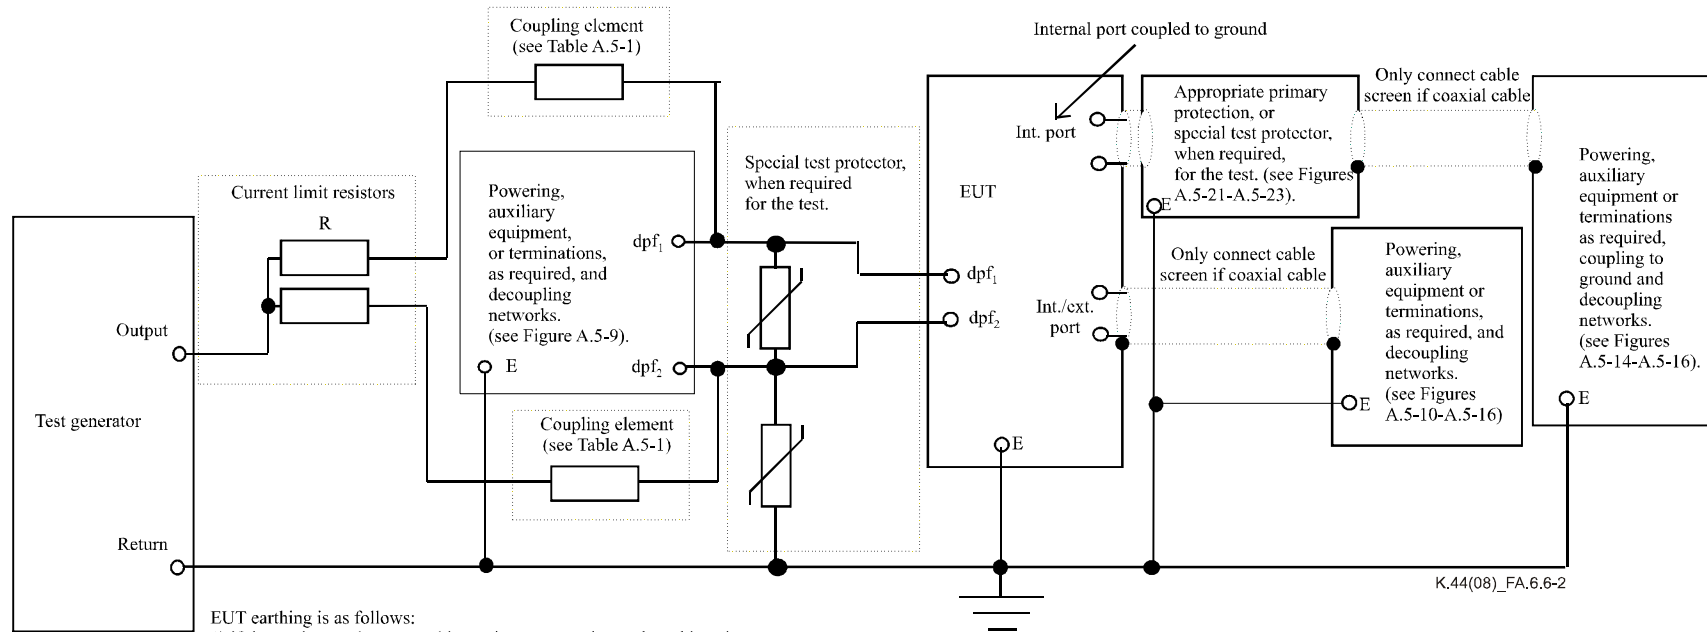 Coupling element
(see Table A.5-1)
Current limit resistors
R
Output
Test generator
Return
Powering,
auxiliary
equipment,
or terminations,
as required, and
decoupling
networks.
(see Figure A.5-9).
E
dpf1
dpf2
Coupling element
(see Table A.5-1)
Special test protector,
when required
for the test.
EUT
dpf1
dpf2
E
Internal port coupled to ground
Int. port
Int./ext.
port
Appropriate primary
protection, or
special test protector,
when required,
for the test. (see Figures
A.5-21-A.5-23).
E
Only connect cable
screen if coaxial cable
Only connect cable
screen if coaxial cable
Powering,
auxiliary
equipment or
terminations,
as required, and
decoupling
networks.
(see Figures
A.5-10-A.5-16)
E
Powering,
auxiliary
equipment or
terminations
as required,
coupling to
ground and
decoupling
networks.
(see Figures
A.5-14-A.5-16).
E
K.44(08)_FA.6.6-2
EUT earthing is as follows: